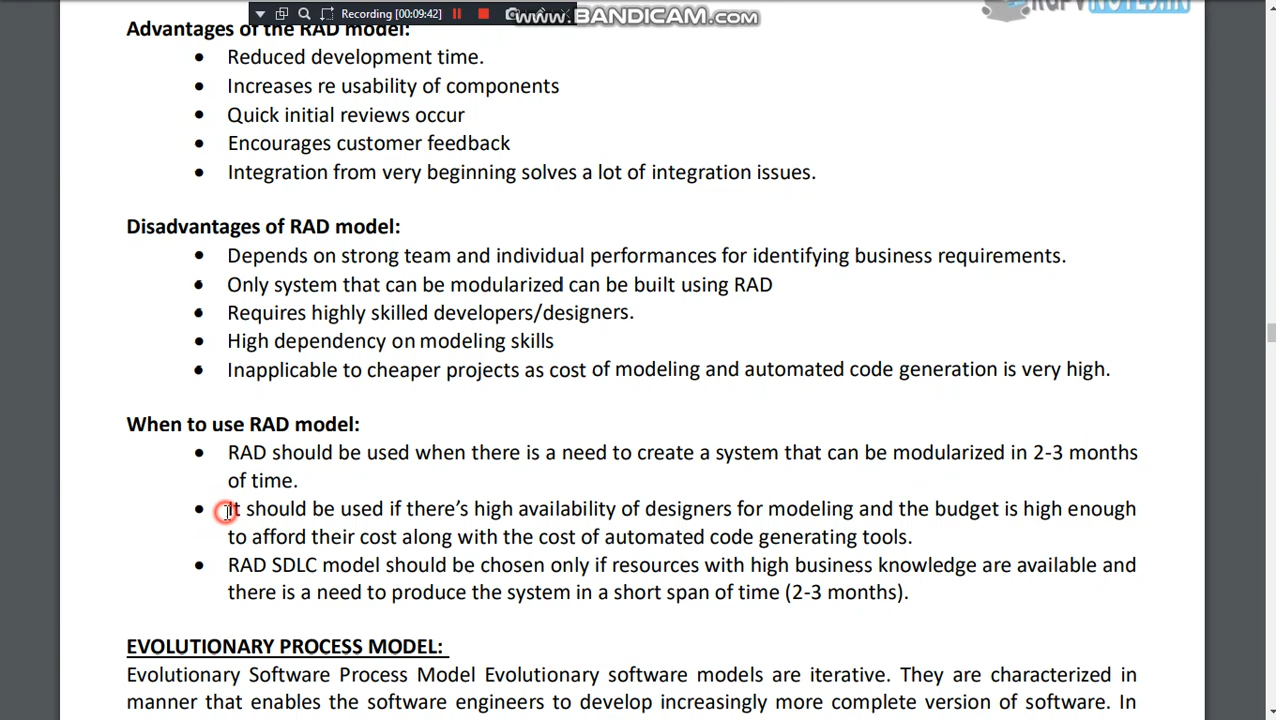 Recording [00:09:42]
www.BANDICAM.com
RGPVNOTES.IN
Advantages of the RAD model:
• Reduced development time.
• Increases re usability of components
• Quick initial reviews occur
• Encourages customer feedback
• Integration from very beginning solves a lot of integration issues.
Disadvantages of RAD model:
• Depends on strong team and individual performances for identifying business requirements.
• Only system that can be modularized can be built using RAD
• Requires highly skilled developers/designers.
• High dependency on modeling skills
• Inapplicable to cheaper projects as cost of modeling and automated code generation is very high.
When to use RAD model:
• RAD should be used when there is a need to create a system that can be modularized in 2-3 months
of time.
• It should be used if there’s high availability of designers for modeling and the budget is high enough
to afford their cost along with the cost of automated code generating tools.
• RAD SDLC model should be chosen only if resources with high business knowledge are available and
there is a need to produce the system in a short span of time (2-3 months).
EVOLUTIONARY PROCESS MODEL:
Evolutionary Software Process Model Evolutionary software models are iterative. They are characterized in
manner that enables the software engineers to develop increasingly more complete version of software. In